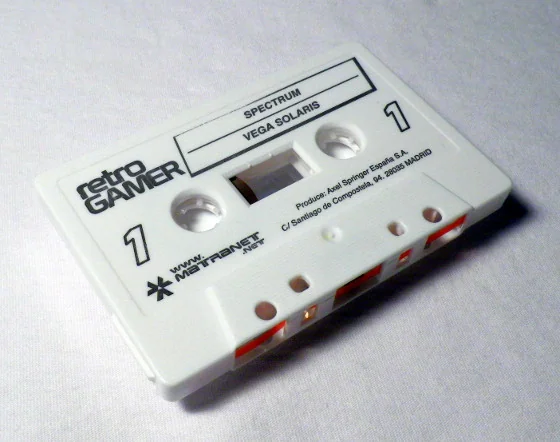 SPECTRUM
VEGA SOLARIS
retro
GAMER
1
1
Produce: Axel Springer España S.A.
C/ Santiago de Compostela, 94, 28035 MADRID
www.
MATRANET
.NET